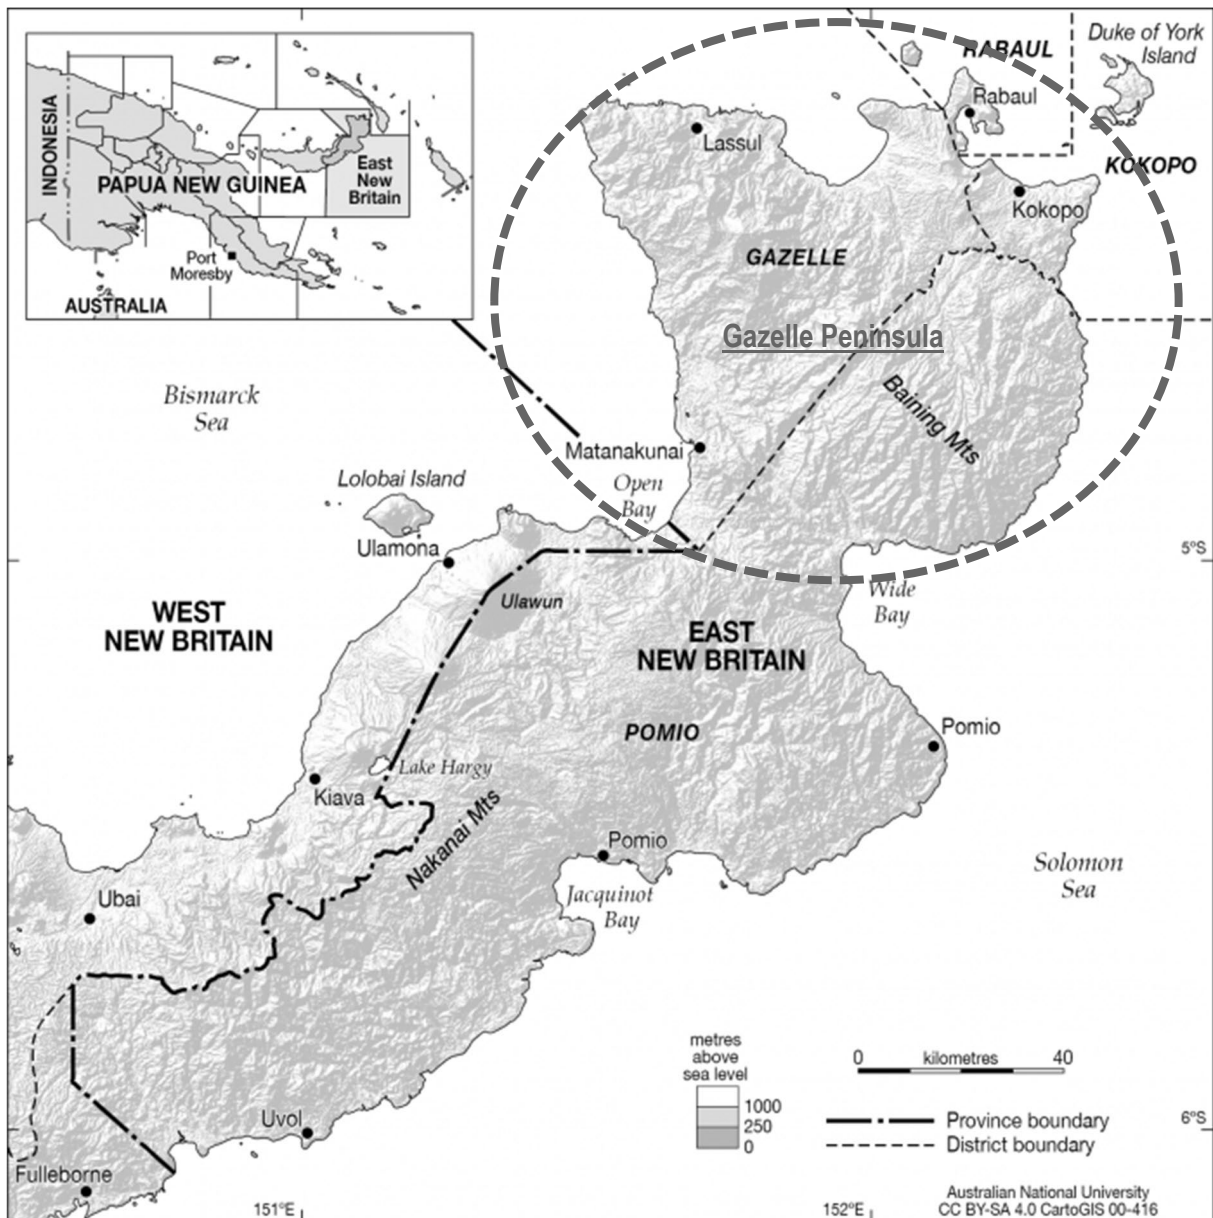 Duke of York
Island
RABAUL
Rabaul
KOKOPO
Kokopo
Lassul
GAZELLE
Gazelle Peninsula
Baining Mts
INDONESIA
PAPUA NEW GUINEA
East
New
Britain
Port
Moresby
AUSTRALIA
Bismarck
Sea
Matanakunai
Open
Bay
Lolobai Island
Ulamona
5°S
Wide
Bay
Ulawun
WEST
NEW BRITAIN
EAST
NEW BRITAIN
POMIO
Pomio
Lake Hargy
Kiava
Nakanai Mts
Pomio
Jacquinot
Bay
Solomon
Sea
Ubai
metres
above
sea level
1000
250
0
0 kilometres 40
Province boundary
District boundary
Uvol
6°S
Fulleborne
151°E
152°E
Australian National University
CC BY-SA 4.0 CartoGIS 00-416